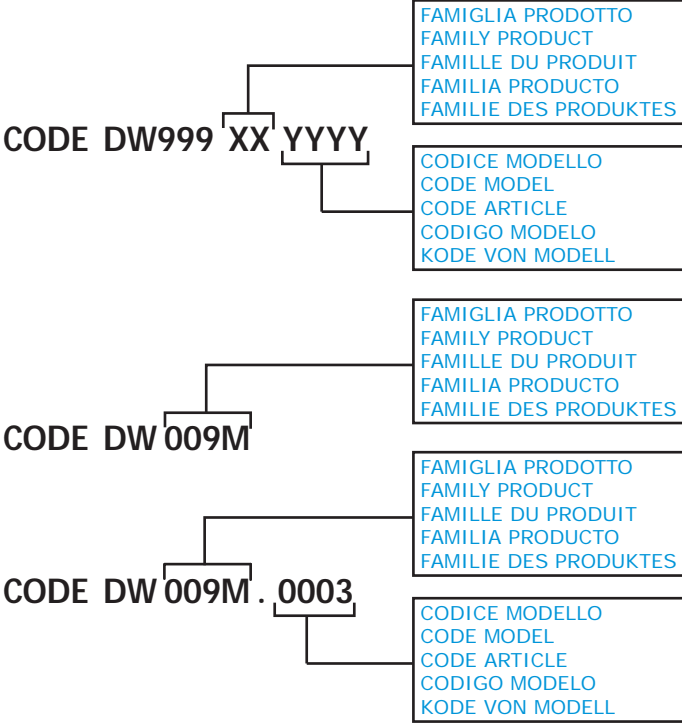 FAMIGLIA PRODOTTO
FAMILY PRODUCT
FAMILLE DU PRODUIT
FAMILIA PRODUCTO
FAMILIE DES PRODUKTES
CODE DW999 XX YYYY
CODICE MODELLO
CODE MODEL
CODE ARTICLE
CODIGO MODELO
KODE VON MODELL
FAMIGLIA PRODOTTO
FAMILY PRODUCT
FAMILLE DU PRODUIT
FAMILIA PRODUCTO
FAMILIE DES PRODUKTES
CODE DW 009M
FAMIGLIA PRODOTTO
FAMILY PRODUCT
FAMILLE DU PRODUIT
FAMILIA PRODUCTO
FAMILIE DES PRODUKTES
CODE DW 009M . 0003
CODICE MODELLO
CODE MODEL
CODE ARTICLE
CODIGO MODELO
KODE VON MODELL